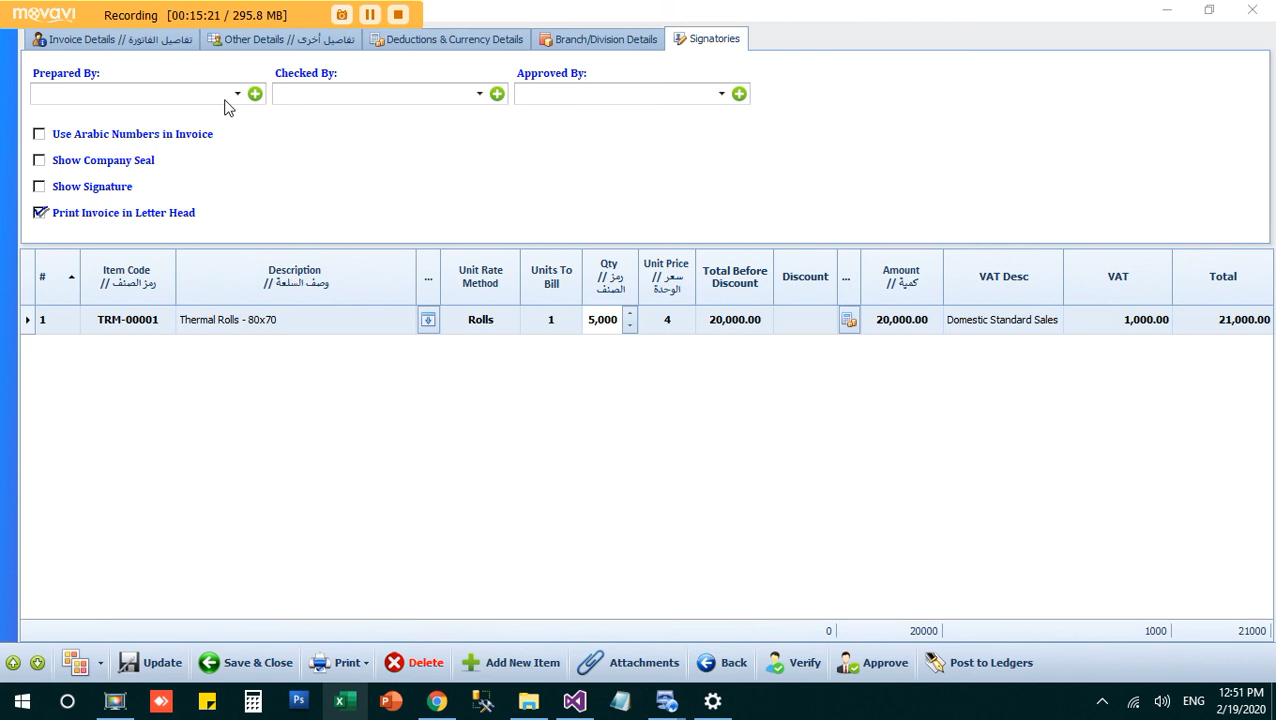 movavi Recording [00:15:21 / 295.8 MB]
Invoice Details // تفاصيل الفاتورة Other Details // تفاصيل أخرى Deductions & Currency Details Branch/Division Details Signatories
Prepared By: Checked By: Approved By:
Use Arabic Numbers in Invoice
Show Company Seal
Show Signature
Print Invoice in Letter Head
# Item Code // رمز الصنف Description // وصف السلعة ... Unit Rate Method Units To Bill Qty // رمز الصنف Unit Price // سعر الوحدة Total Before Discount Discount ... Amount // كمية VAT Desc VAT Total
1 TRM-00001 Thermal Rolls - 80x70 Rolls 1 5,000 4 20,000.00 20,000.00 Domestic Standard Sales 1,000.00 21,000.00
0 20000 1000 21000
Update Save & Close Print Delete Add New Item Attachments Back Verify Approve Post to Ledgers
Ps ENG 12:51 PM
2/19/2020